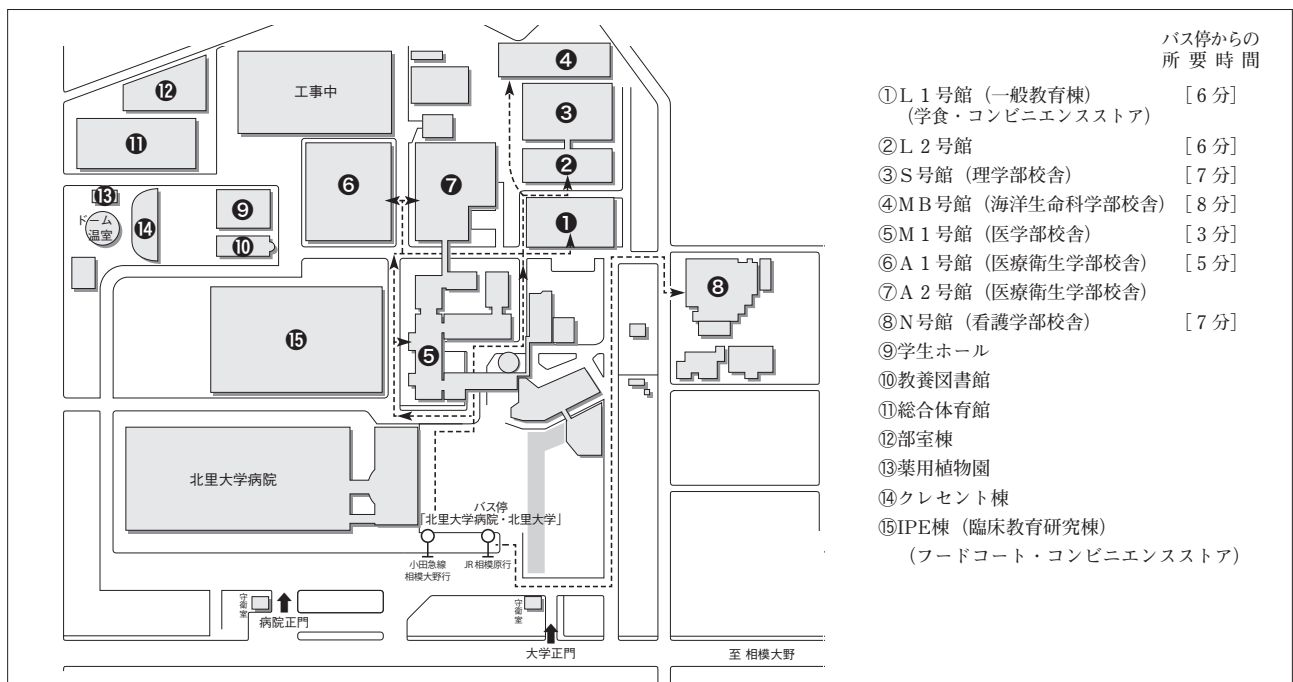 ⓬
工事中
❹
⓫
❸
❷
❻
❼
⓭
ドーム
温室
⓮
❾
❿
❶
⓯
❺
❽
北里大学病院
バス停
「北里大学病院・北里大学」
小田急線
相模大野行
JR 相模原行
守衛室
病院正門
守衛室
大学正門
至 相模大野
バス停からの
所要時間
①L 1号館（一般教育棟） ［6分］
（学食・コンビニエンスストア）
②L 2号館 ［6分］
③S号館（理学部校舎） ［7分］
④MB号館（海洋生命科学部校舎） ［8分］
⑤M1号館（医学部校舎） ［3分］
⑥A1号館（医療衛生学部校舎） ［5分］
⑦A2号館（医療衛生学部校舎）
⑧N号館（看護学部校舎） ［7分］
⑨学生ホール
⑩教養図書館
⑪総合体育館
⑫部室棟
⑬薬用植物園
⑭クレセント棟
⑮IPE棟（臨床教育研究棟）
（フードコート・コンビニエンスストア）